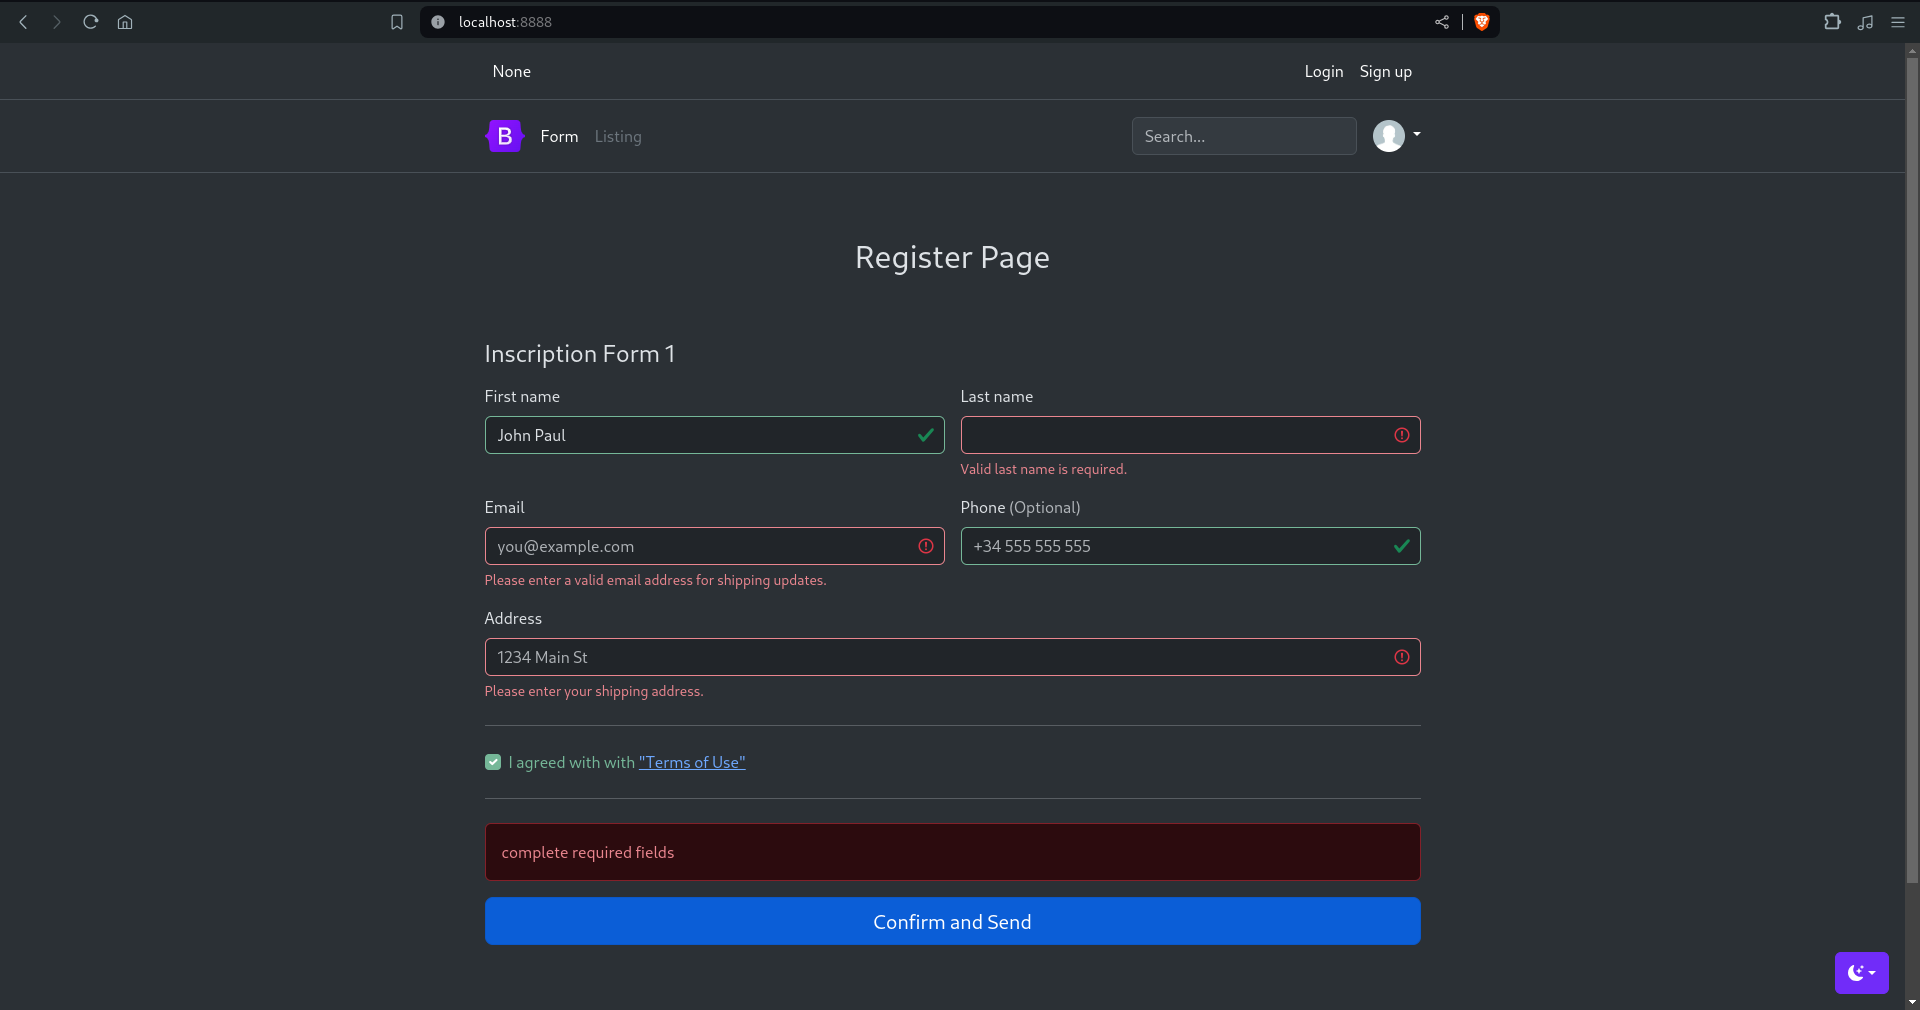 localhost:8888
None
Login Sign up
B Form Listing Search...
Register Page
Inscription Form 1
First name Last name
John Paul
Valid last name is required.
Email Phone (Optional)
you@example.com +34 555 555 555
Please enter a valid email address for shipping updates.
Address
1234 Main St
Please enter your shipping address.
I agreed with with "Terms of Use"
complete required fields
Confirm and Send